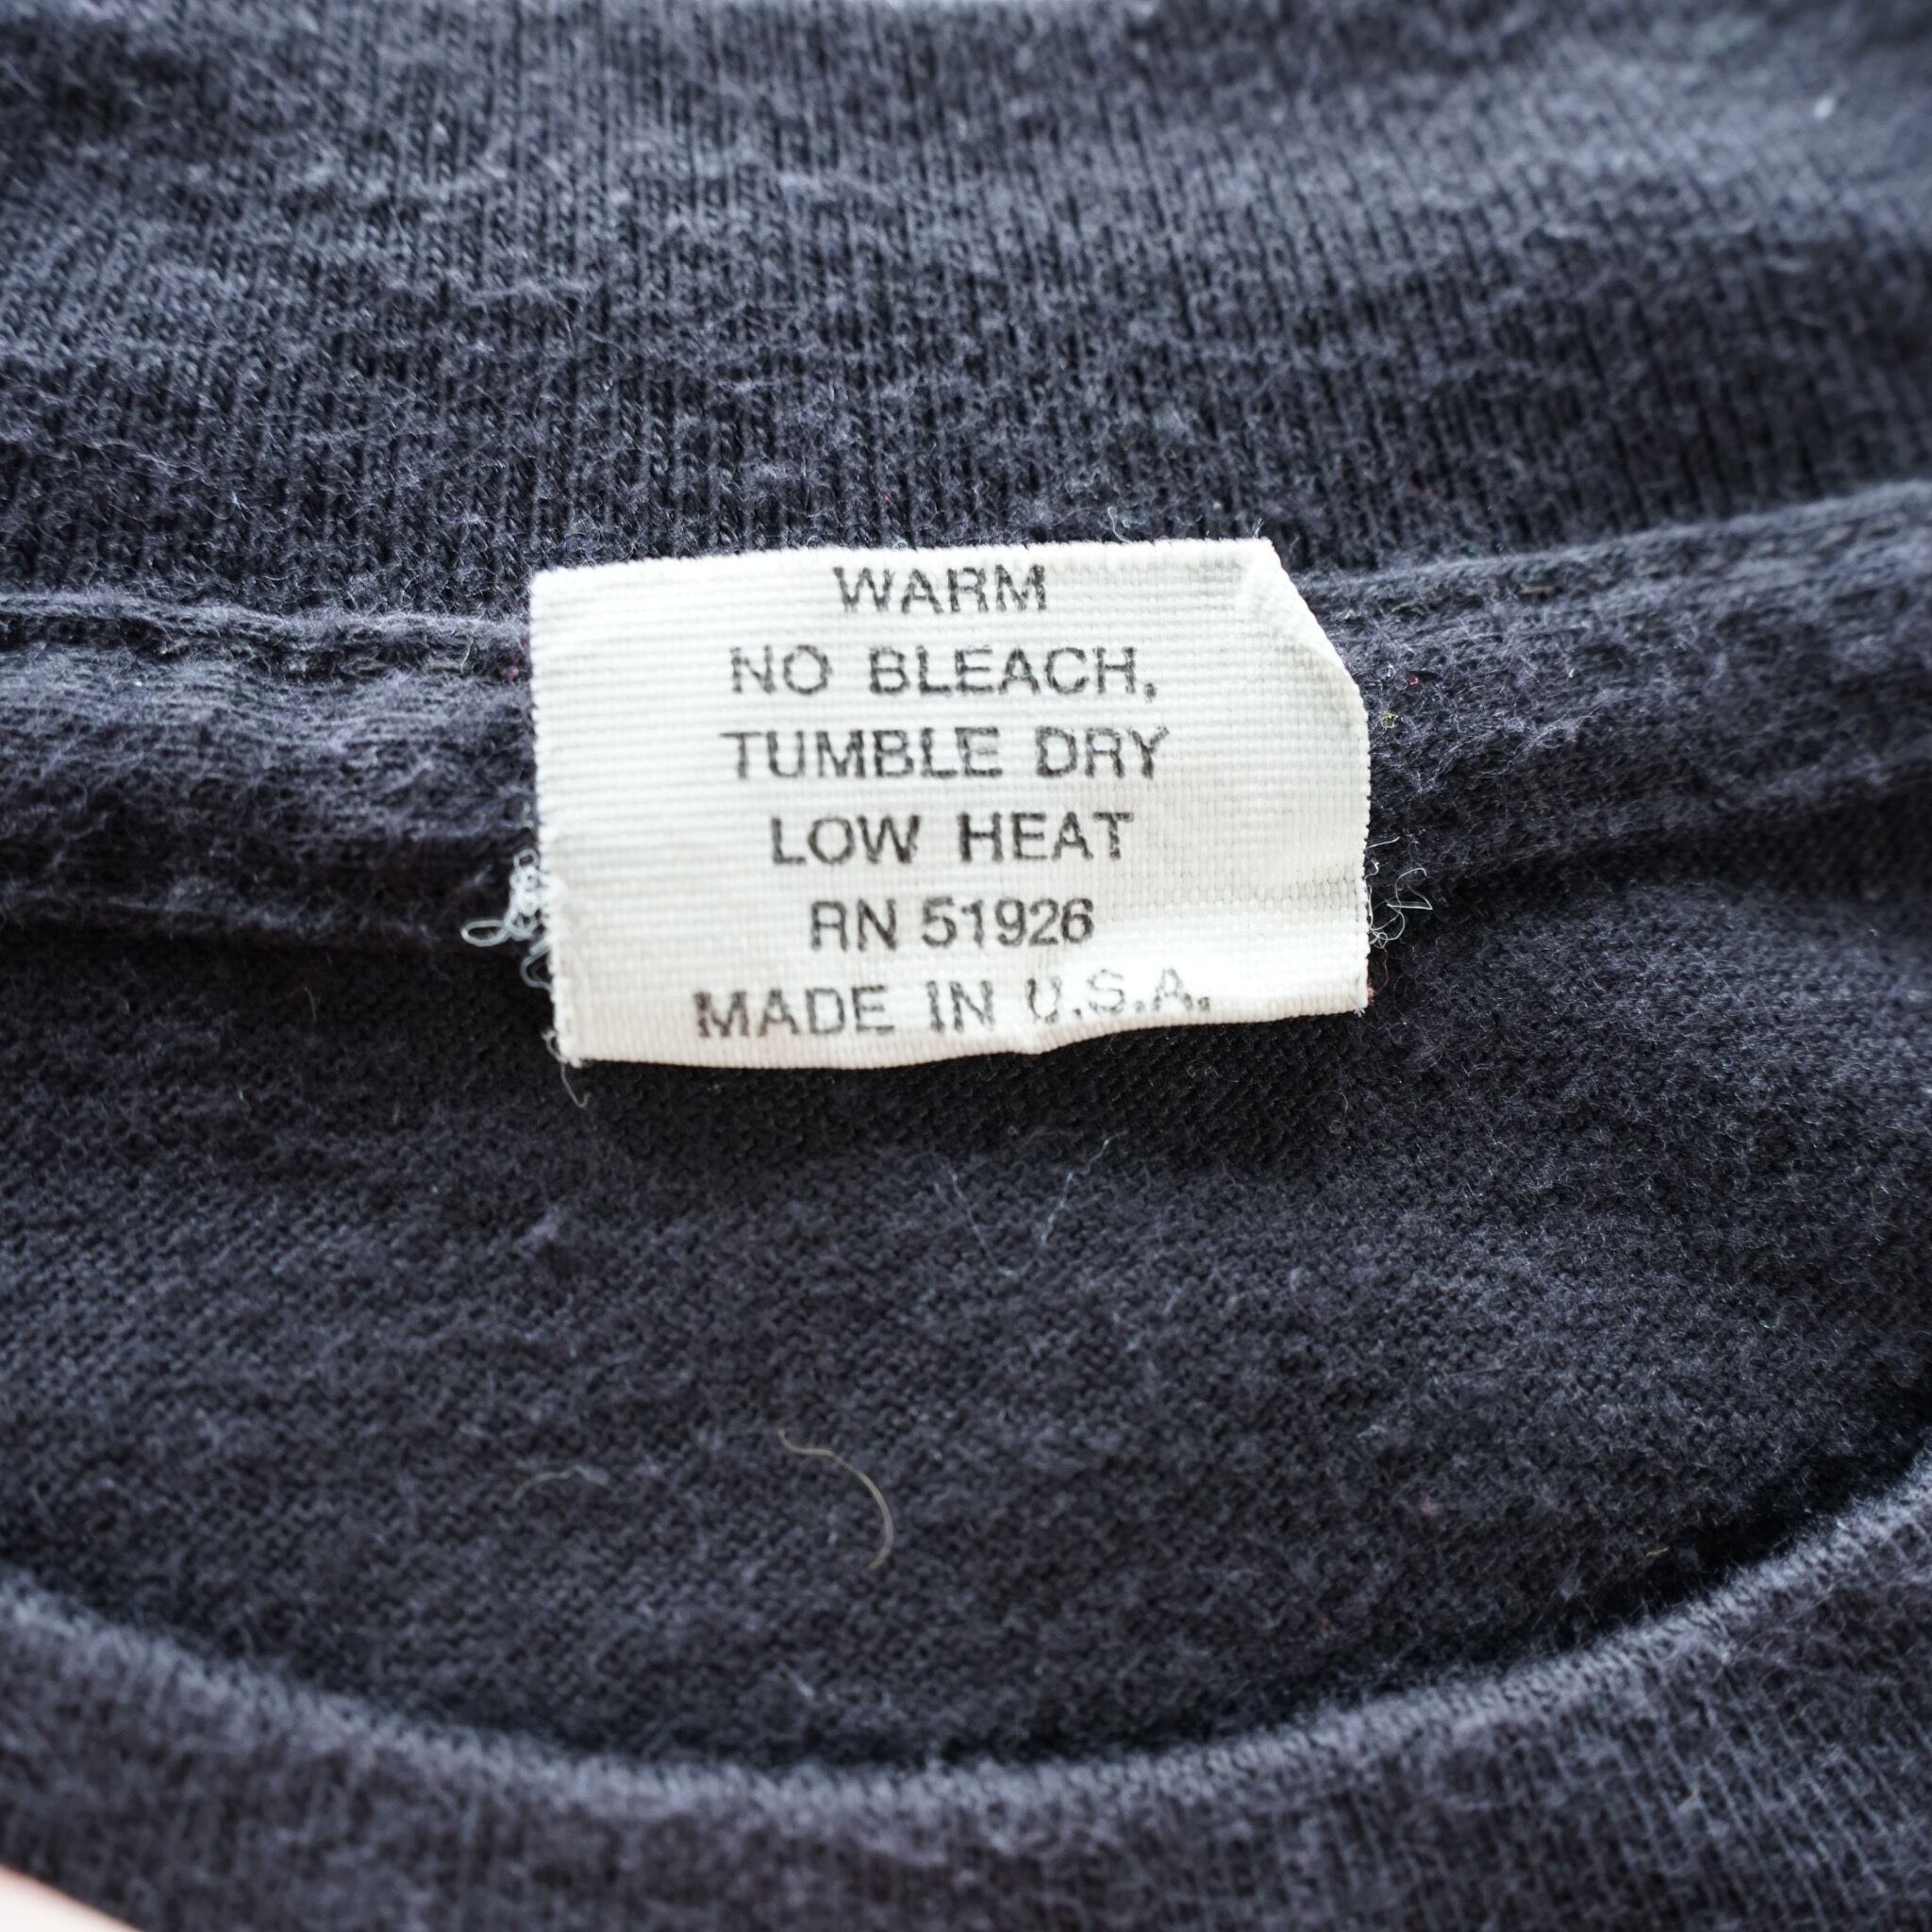 WARM
NO BLEACH,
TUMBLE DRY
LOW HEAT
RN 51926
MADE IN U.S.A.